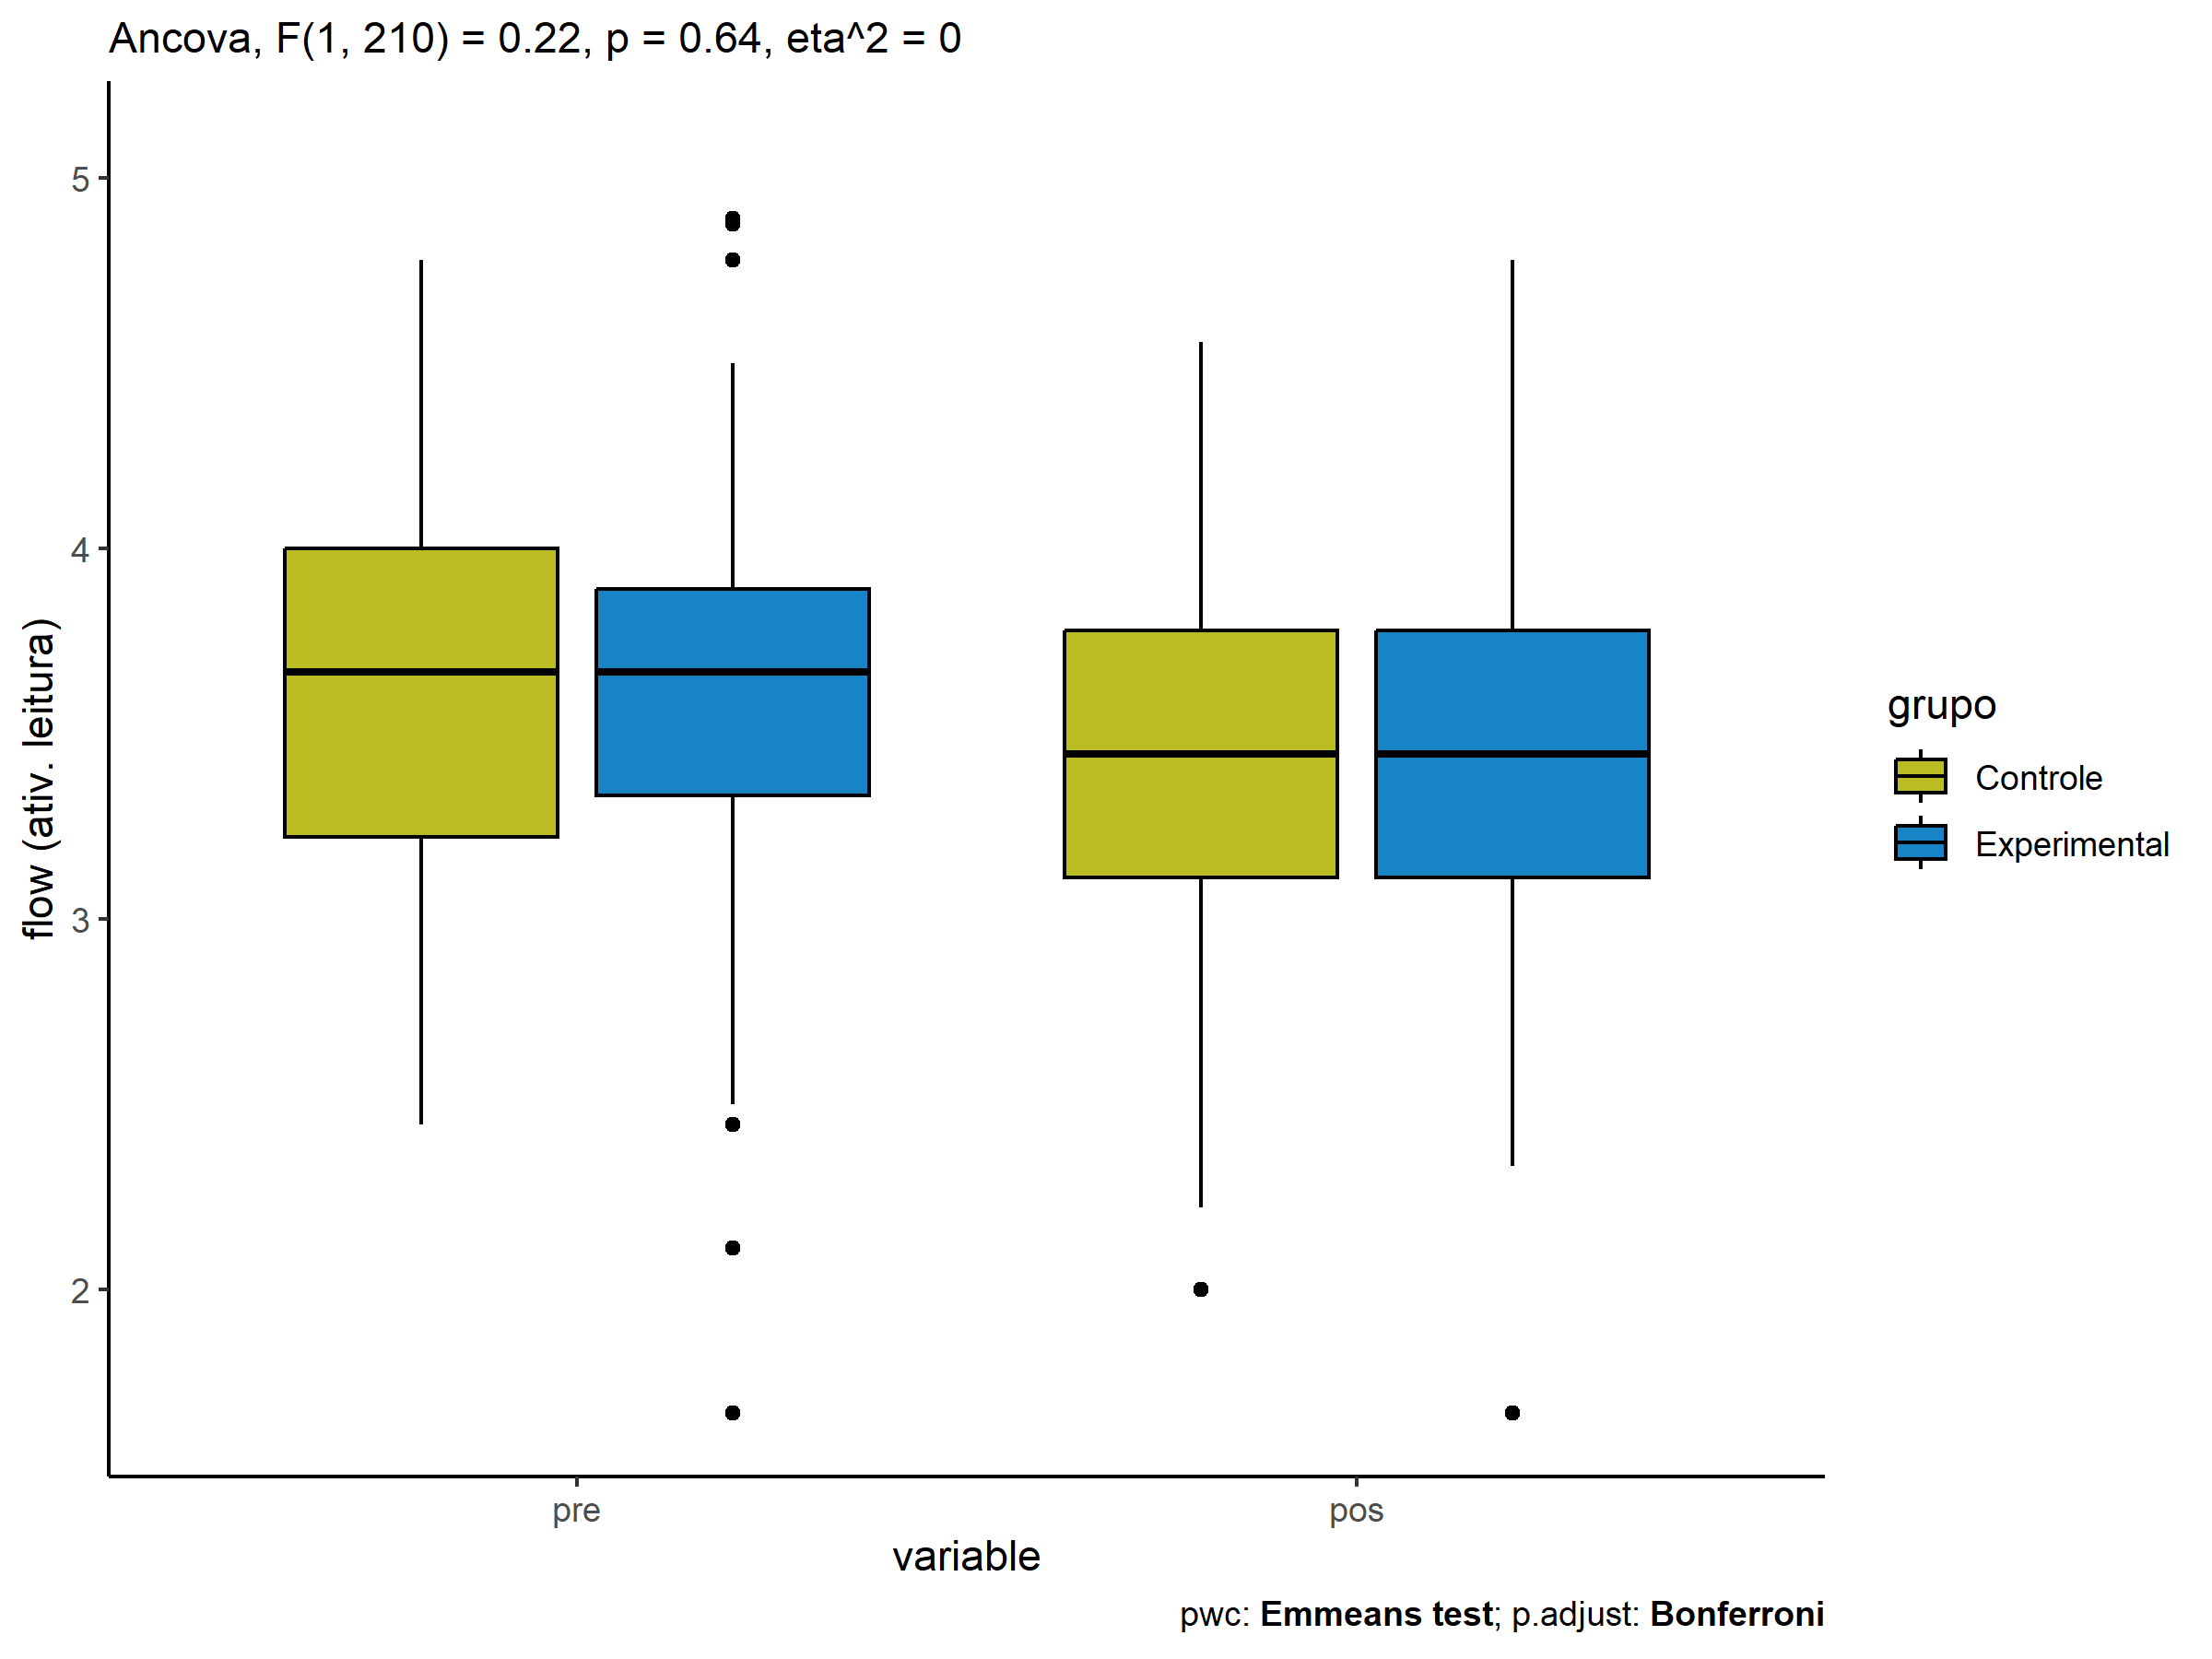 Ancova, F(1, 210) = 0.22, p = 0.64, eta^2 = 0
flow (ativ. leitura)
5
4
3
2
pre
pos
variable
grupo
Controle
Experimental
pwc: Emmeans test; p.adjust: Bonferroni